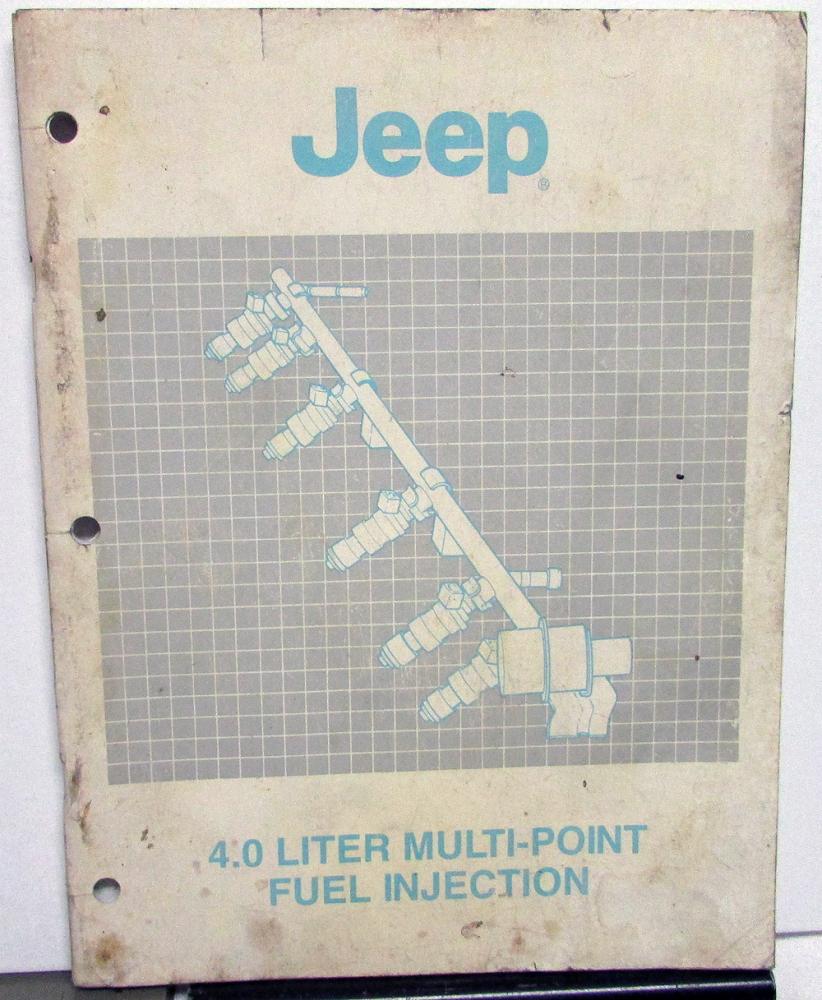 Jeep®
4.0 LITER MULTI-POINT
FUEL INJECTION